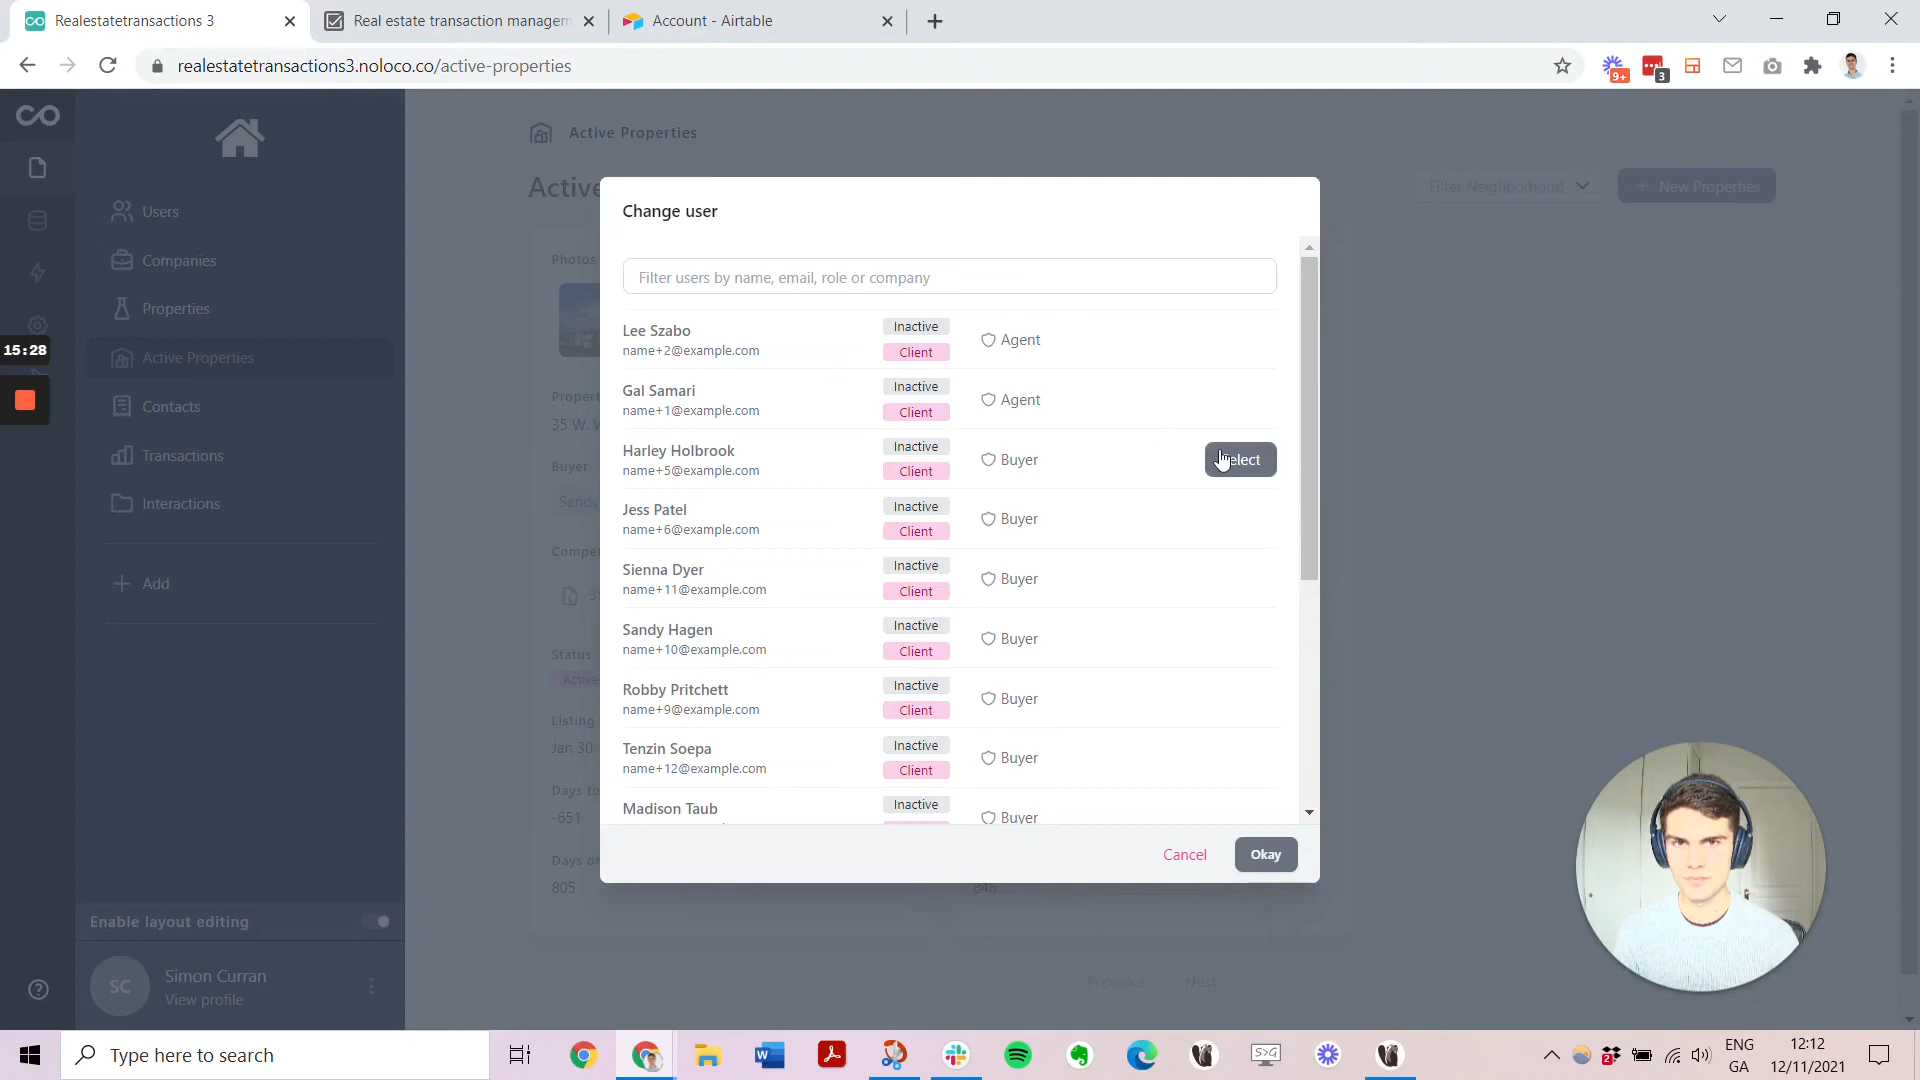 Realestatetransactions 3
Real estate transaction managem
Account - Airtable
realestatetransactions3.noloco.co/active-properties
9+
3
Active Properties
Active
Filter Neighborhood
+ New Properties
Users
Companies
Properties
Active Properties
Contacts
Transactions
Interactions
+ Add
15:28
Photos
Propert
35 W. W
Buyer
Sandy
Compe
Status
Active
Listing
Jan 30
Days to
-651
Days o
805
846
Change user
Filter users by name, email, role or company
Lee Szabo
name+2@example.com
Inactive
Client
Agent
Gal Samari
name+1@example.com
Inactive
Client
Agent
Harley Holbrook
name+5@example.com
Inactive
Client
Buyer
elect
Jess Patel
name+6@example.com
Inactive
Client
Buyer
Sienna Dyer
name+11@example.com
Inactive
Client
Buyer
Sandy Hagen
name+10@example.com
Inactive
Client
Buyer
Robby Pritchett
name+9@example.com
Inactive
Client
Buyer
Tenzin Soepa
name+12@example.com
Inactive
Client
Buyer
Madison Taub
Inactive
Buyer
Cancel
Okay
Previous
Next
Enable layout editing
SC
Simon Curran
View profile
Type here to search
ENG
GA
12:12
12/11/2021